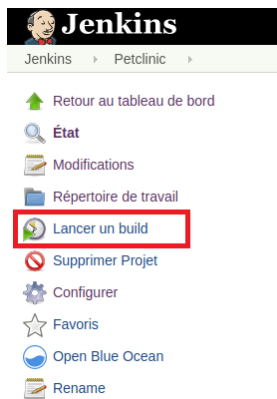 Jenkins
Jenkins Petclinic
Retour au tableau de bord
État
Modifications
Répertoire de travail
Lancer un build
Supprimer Projet
Configurer
Favoris
Open Blue Ocean
Rename